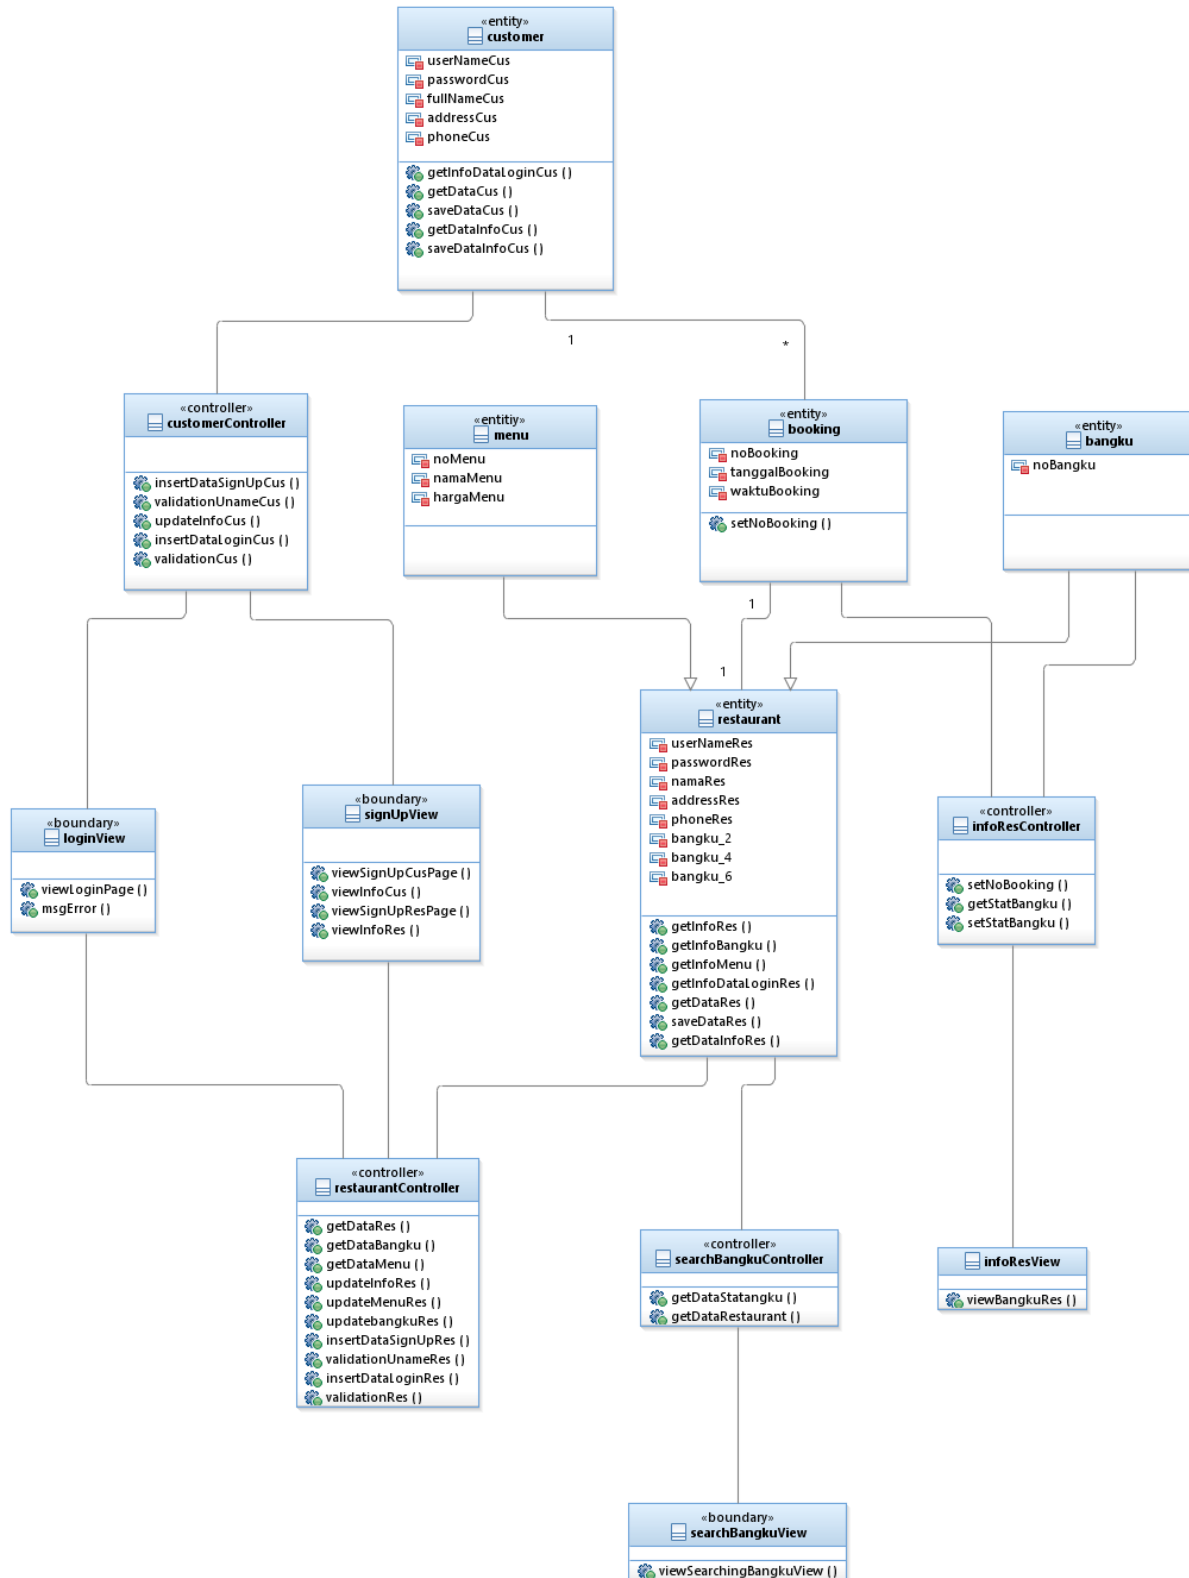 «entity»
customer
userNameCus
passwordCus
fullNameCus
addressCus
phoneCus
getInfoDataLoginCus ( )
getDataCus ( )
saveDataCus ( )
getDataInfoCus ( )
saveDataInfoCus ( )
1
*
«controller»
customerController
insertDataSignUpCus ( )
validationUnameCus ( )
updateInfoCus ( )
insertDataLoginCus ( )
validationCus ( )
«entitiy»
menu
noMenu
namaMenu
hargaMenu
«entity»
booking
noBooking
tanggalBooking
waktuBooking
setNoBooking ( )
«entity»
bangku
noBangku
1
1
«entity»
restaurant
userNameRes
passwordRes
namaRes
addressRes
phoneRes
bangku_2
bangku_4
bangku_6
getInfoRes ( )
getInfoBangku ( )
getInfoMenu ( )
getInfoDataLoginRes ( )
getDataRes ( )
saveDataRes ( )
getDataInfoRes ( )
«boundary»
loginView
viewLoginPage ( )
msgError ( )
«boundary»
signUpView
viewSignUpCusPage ( )
viewInfoCus ( )
viewSignUpResPage ( )
viewInfoRes ( )
«controller»
infoResController
setNoBooking ( )
getStatBangku ( )
setStatBangku ( )
«controller»
restaurantController
getDataRes ( )
getDataBangku ( )
getDataMenu ( )
updateInfoRes ( )
updateMenuRes ( )
updatebangkuRes ( )
insertDataSignUpRes ( )
validationUnameRes ( )
insertDataLoginRes ( )
validationRes ( )
«controller»
searchBangkuController
getDataStatangku ( )
getDataRestaurant ( )
infoResView
viewBangkuRes ( )
«boundary»
searchBangkuView
viewSearchingBangkuView ( )